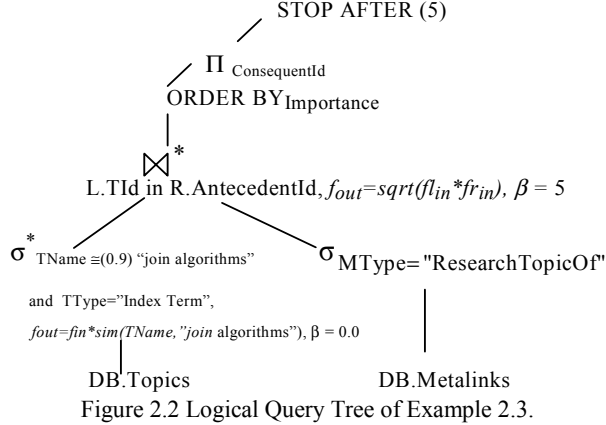 STOP AFTER (5)
Π ConsequentId
ORDER BY Importance
⋈*
L.TId in R.AntecedentId, fout=sqrt(flin*frin), β = 5
σ* TName ≅(0.9) “join algorithms”
σ MType= "ResearchTopicOf"
and TType=”Index Term”,
fout=fin*sim(TName,”join algorithms”), β = 0.0
DB.Topics
DB.Metalinks
Figure 2.2 Logical Query Tree of Example 2.3.